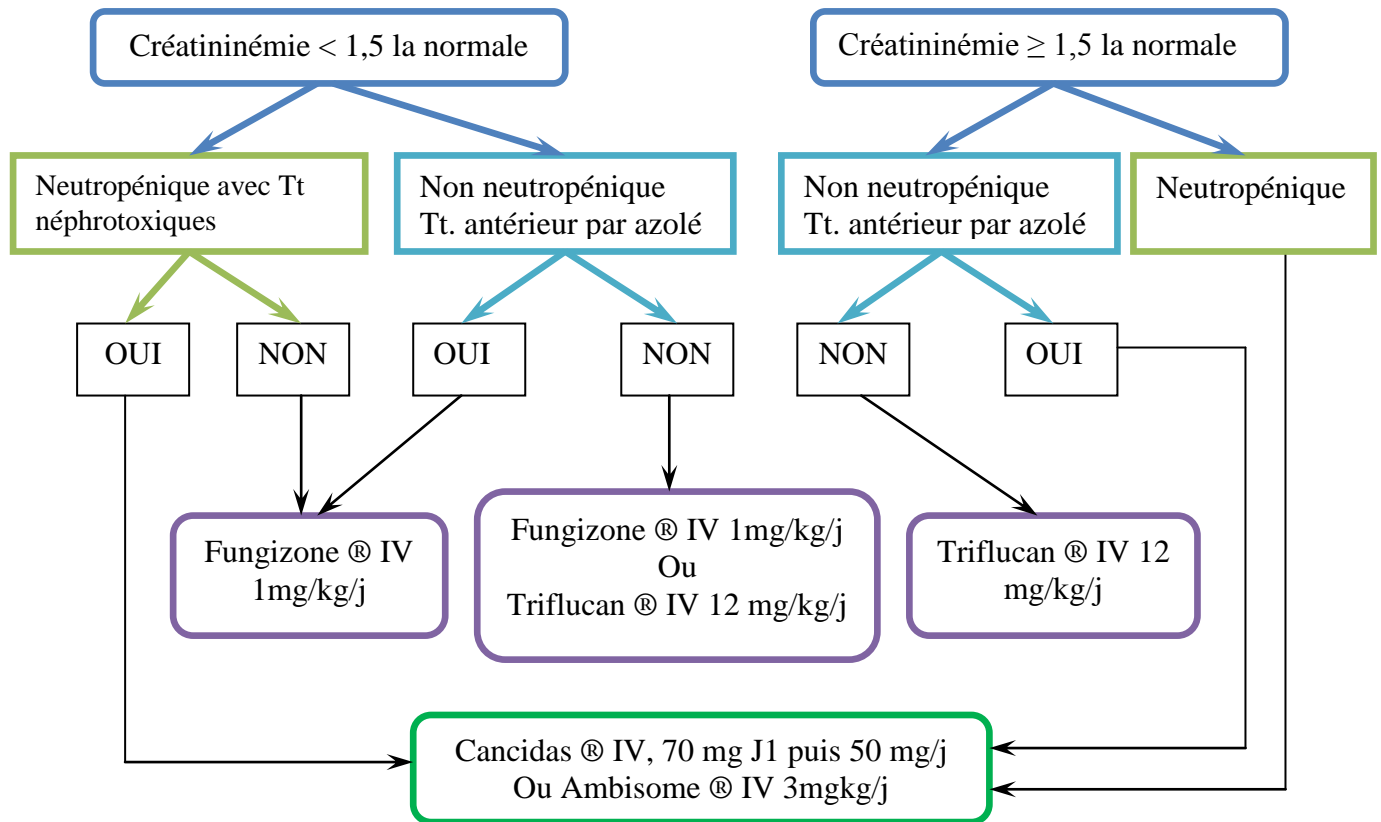 Créatininémie < 1,5 la normale
Créatininémie ≥ 1,5 la normale
Neutropénique avec Tt
néphrotoxiques
Non neutropénique
Tt. antérieur par azolé
Non neutropénique
Tt. antérieur par azolé
Neutropénique
OUI
NON
OUI
NON
NON
OUI
Fungizone ® IV
1mg/kg/j
Fungizone ® IV 1mg/kg/j
Ou
Triflucan ® IV 12 mg/kg/j
Triflucan ® IV 12
mg/kg/j
Cancidas ® IV, 70 mg J1 puis 50 mg/j
Ou Ambisome ® IV 3mgkg/j